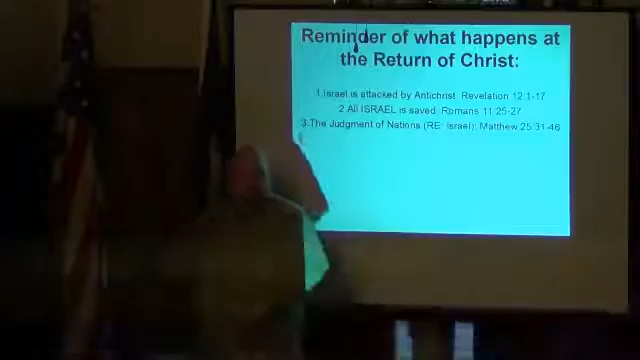 Reminder of what happens at
the Return of Christ:
1 Israel is attacked by Antichrist Revelation 12:1-17
2 All ISRAEL is saved Romans 11:25-27
3 The Judgment of Nations (RE: Israel): Matthew 25:31-46